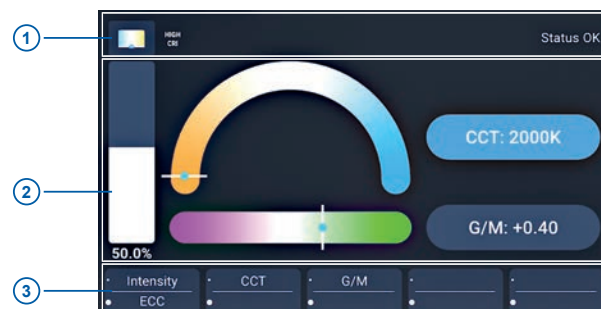 1
HIGH
CRI
Status OK
CCT: 2000K
2
G/M: +0.40
50.0%
3
Intensity
CCT
G/M
ECC